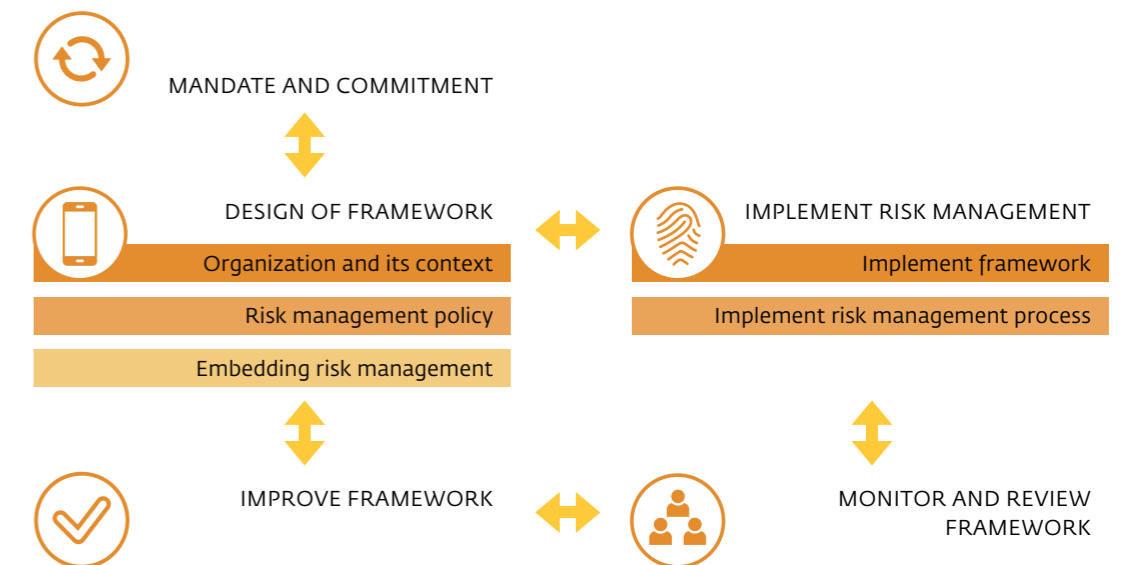 MANDATE AND COMMITMENT
DESIGN OF FRAMEWORK
Organization and its context
Risk management policy
Embedding risk management
IMPLEMENT RISK MANAGEMENT
Implement framework
Implement risk management process
IMPROVE FRAMEWORK
MONITOR AND REVIEW
FRAMEWORK